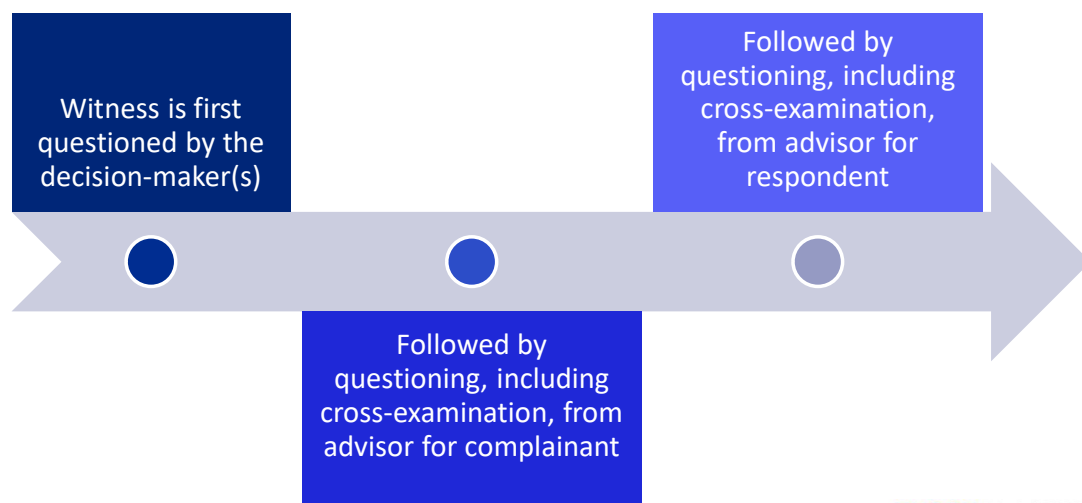 Witness is first
questioned by the
decision-maker(s)
Followed by
questioning, including
cross-examination, from
advisor for complainant
Followed by
questioning, including
cross-examination,
from advisor for
respondent